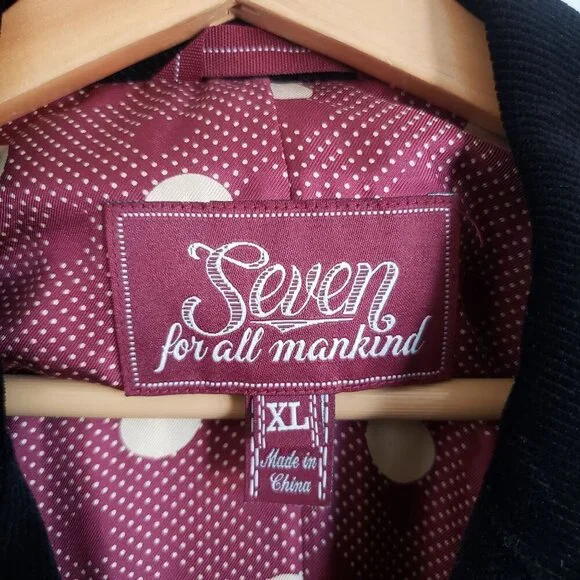 Seven
for all mankind
XL
Made in
China